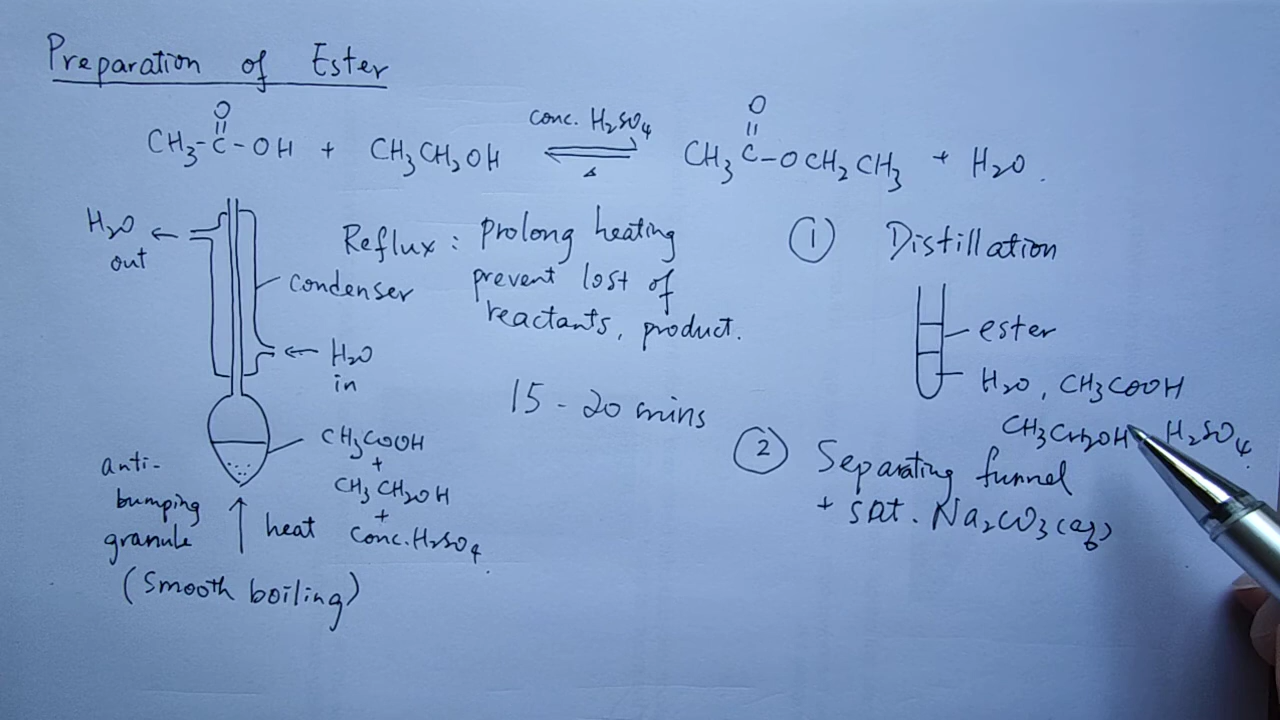 Preparation of Ester
O O
CH3-C-OH + CH3CH2OH conc. H2SO4 ⇌ Δ CH3C-OCH2CH3 + H2O.
H2O out
condenser
H2O in
Reflux: prolong heating
prevent lost of
reactants, product.
15 - 20 mins
CH3COOH
+
CH3CH2OH
+
Conc. H2SO4.
anti-
bumping
granule
heat
(Smooth boiling)
① Distillation
ester
H2O, CH3COOH
CH3CH2OH, H2SO4.
② Separating funnel
+ sat. Na2CO3(aq)